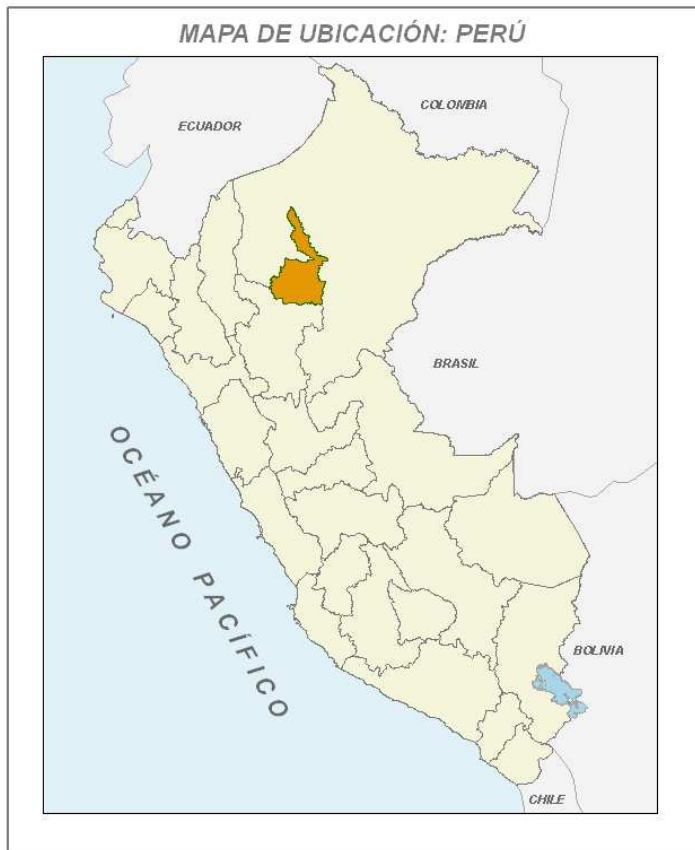 MAPA DE UBICACIÓN: PERÚ
COLOMBIA
ECUADOR
BRASIL
OCÉANO PACÍFICO
BOLIVIA
CHILE